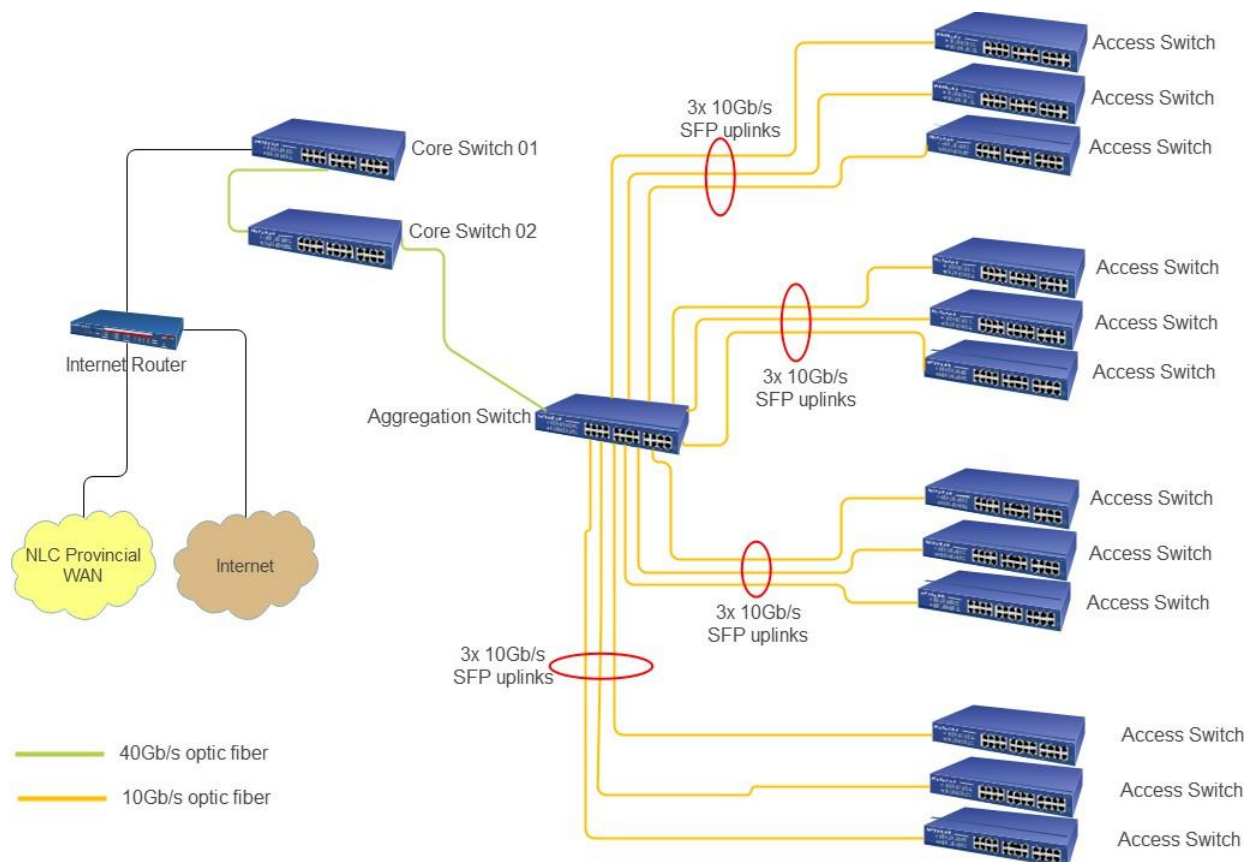 Access Switch
Access Switch
3x 10Gb/s
SFP uplinks
Access Switch
Core Switch 01
Core Switch 02
Access Switch
Access Switch
Access Switch
Internet Router
3x 10Gb/s
SFP uplinks
Aggregation Switch
Access Switch
Access Switch
Access Switch
NLC Provincial
WAN
Internet
3x 10Gb/s
SFP uplinks
3x 10Gb/s
SFP uplinks
Access Switch
Access Switch
Access Switch
40Gb/s optic fiber
10Gb/s optic fiber